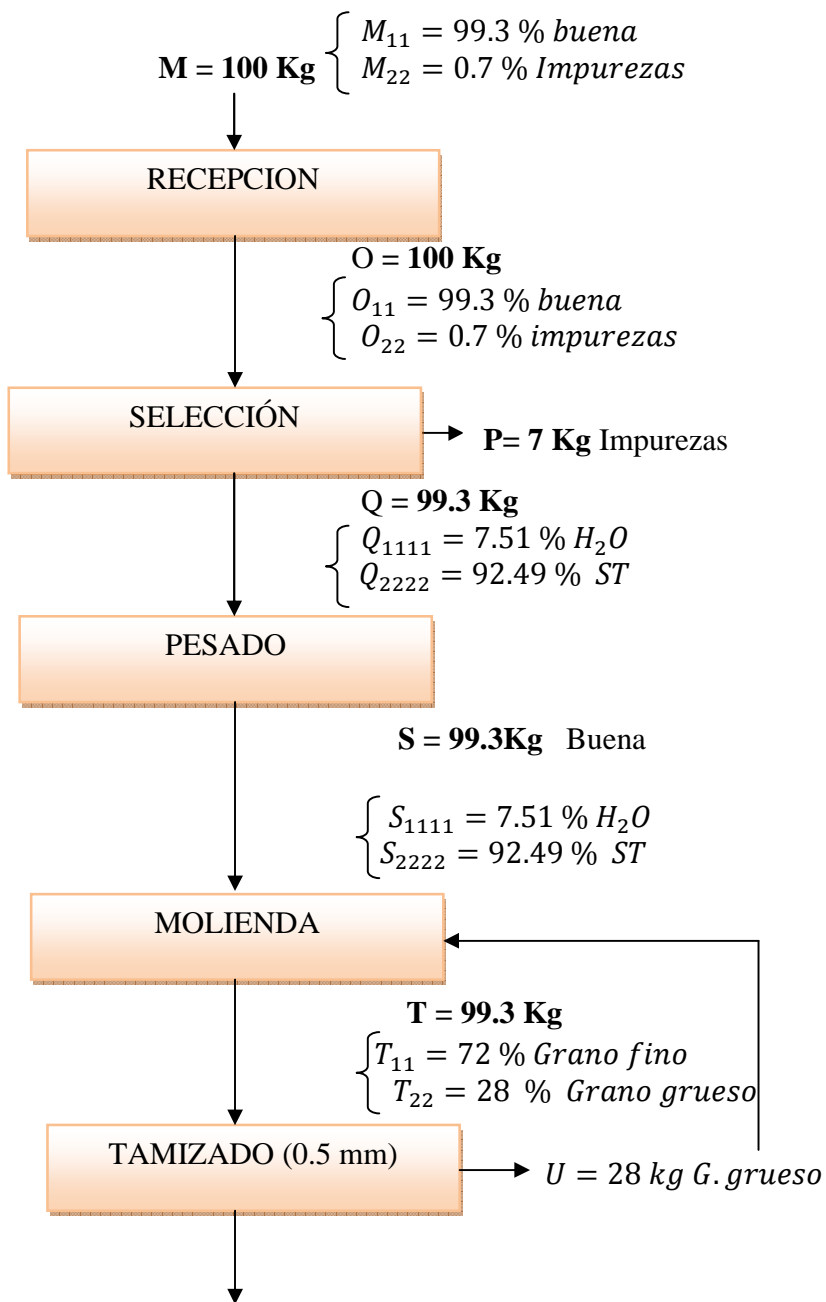 M = 100 Kg
M₁₁ = 99.3 % buena
M₂₂ = 0.7 % Impurezas
RECEPCION
O = 100 Kg
O₁₁ = 99.3 % buena
O₂₂ = 0.7 % impurezas
SELECCIÓN
P= 7 Kg Impurezas
Q = 99.3 Kg
Q₁₁₁₁ = 7.51 % H₂O
Q₂₂₂₂ = 92.49 % ST
PESADO
S = 99.3Kg Buena
S₁₁₁₁ = 7.51 % H₂O
S₂₂₂₂ = 92.49 % ST
MOLIENDA
T = 99.3 Kg
T₁₁ = 72 % Grano fino
T₂₂ = 28 % Grano grueso
TAMIZADO (0.5 mm)
U = 28 kg G. grueso